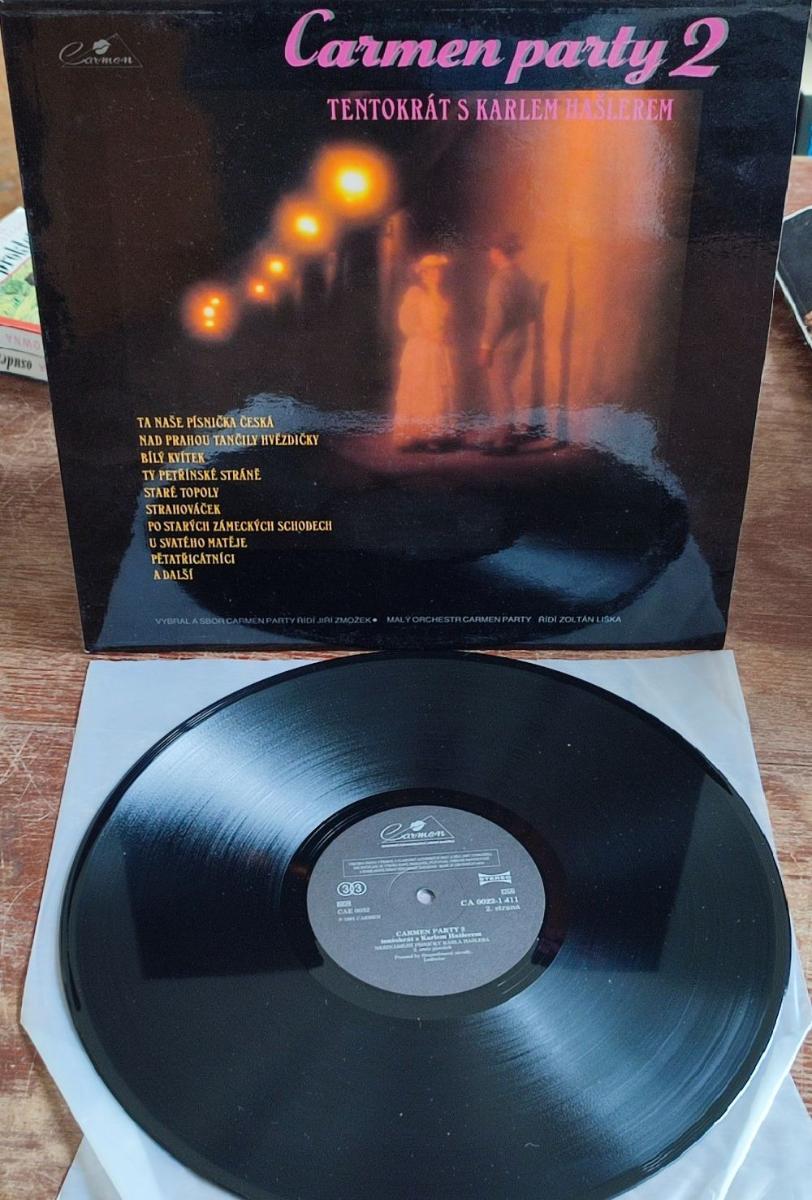 Carmen
Carmen party 2
TENTOKRÁT S KARLEM HAŠLEREM
TA NAŠE PÍSNIČKA ČESKÁ
NAD PRAHOU TANČILY HVĚZDIČKY
BÍLÝ KVÍTEK
TY PETŘÍNSKÉ STRÁNĚ
STARÉ TOPOLY
STRAHOVÁČEK
PO STARÝCH ZÁMECKÝCH SCHODECH
U SVATÉHO MATĚJE
PĚTATŘICÁTNÍCI
A DALŠÍ
VYBRAL A SBOR CARMEN PARTY ŘÍDÍ JIŘÍ ZMOŽEK • MALÝ ORCHESTR CARMEN PARTY ŘÍDÍ ZOLTÁN LIŠKA
OWNA
osudem
Carmen
33
STEREO
CA 0022-1 411
2. strana
CARMEN
CARMEN PARTY 2
tentokrát s Karlem Hašlerem